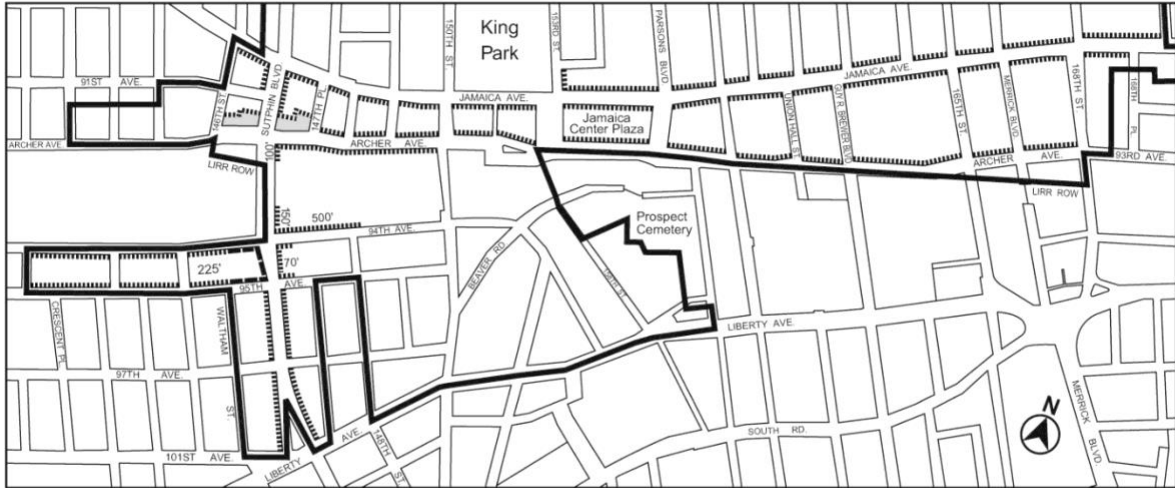 King
Park
150TH ST.
153RD ST.
PARSONS BLVD
91ST AVE.
SUTPHIN BLVD.
146TH ST
147TH PL
JAMAICA AVE.
JAMAICA AVE.
Jamaica
Center Plaza
UNION HALL ST.
GUY R. BREWER BLVD
165TH ST
MERRICK BLVD
168TH ST
168TH PL
ARCHER AVE
ARCHER AVE.
ARCHER AVE.
93RD AVE.
LIRR ROW
LIRR ROW
100'
150'
500'
94TH AVE.
Prospect
Cemetery
BEAVER RD
225'
70'
95TH AVE.
159TH ST
CRESCENT PL
WALTHAM ST.
LIBERTY AVE.
97TH AVE.
MERRICK BLVD.
N
101ST AVE.
LIBERTY AVE.
148TH ST
SOUTH RD.